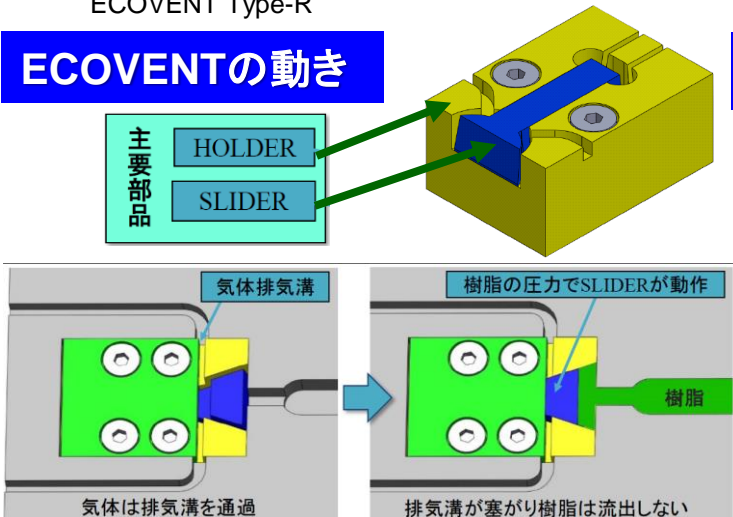 ECOVENT Type-R
ECOVENTの動き
主要部品
HOLDER
SLIDER
気体排気溝
樹脂の圧力でSLIDERが動作
樹脂
気体は排気溝を通過
排気溝が塞がり樹脂は流出しない